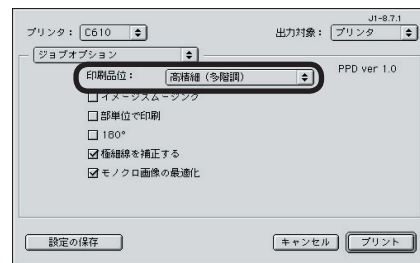 J1-8.7.1
プリンタ： C610 出力対象： プリンタ
ジョブオプション
印刷品位： 高精細（多階調） PPD ver 1.0
イメージスムージング
部単位で印刷
180°
極細線を補正する
モノクロ画像の最適化
設定の保存 キャンセル プリント